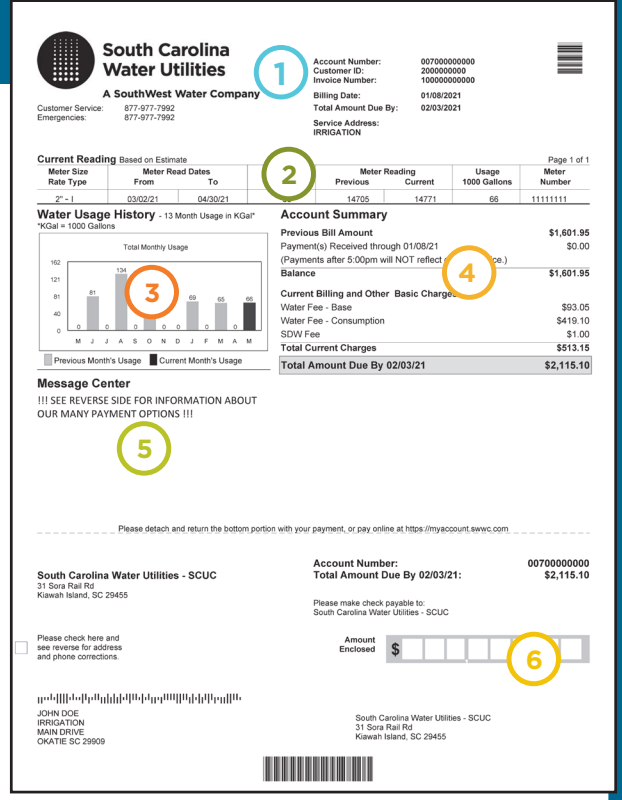 South Carolina
Water Utilities
A SouthWest Water Company
Customer Service: 877-977-7992
Emergencies: 877-977-7992
1
Account Number: 007000000000
Customer ID: 2000000000
Invoice Number: 100000000000
Billing Date: 01/08/2021
Total Amount Due By: 02/03/2021
Service Address:
IRRIGATION
Current Reading Based on Estimate
Page 1 of 1
Meter Size Meter Read Dates Meter Reading Usage Meter
Rate Type From To Previous Current 1000 Gallons Number
2" - I 03/02/21 04/30/21 14705 14771 66 11111111
2
Water Usage History - 13 Month Usage in KGal*
*KGal = 1000 Gallons
Total Monthly Usage
162
121
81
40
0
0 81 0 134 0 0 0 69 0 65 0 66
M J J A S O N D J F M A M
3
Previous Month's Usage Current Month's Usage
Account Summary
Previous Bill Amount $1,601.95
Payment(s) Received through 01/08/21 $0.00
(Payments after 5:00pm will NOT reflect ce.)
Balance $1,601.95
4
Current Billing and Other Basic Charges
Water Fee - Base $93.05
Water Fee - Consumption $419.10
SDW Fee $1.00
Total Current Charges $513.15
Total Amount Due By 02/03/21 $2,115.10
Message Center
!!! SEE REVERSE SIDE FOR INFORMATION ABOUT
OUR MANY PAYMENT OPTIONS !!!
5
Please detach and return the bottom portion with your payment, or pay online at https://myaccount.swwc.com
South Carolina Water Utilities - SCUC
31 Sora Rail Rd
Kiawah Island, SC 29455
Account Number: 00700000000
Total Amount Due By 02/03/21: $2,115.10
Please make check payable to:
South Carolina Water Utilities - SCUC
Please check here and
see reverse for address
and phone corrections.
Amount
Enclosed
$
6
JOHN DOE
IRRIGATION
MAIN DRIVE
OKATIE SC 29909
South Carolina Water Utilities - SCUC
31 Sora Rail Rd
Kiawah Island, SC 29455